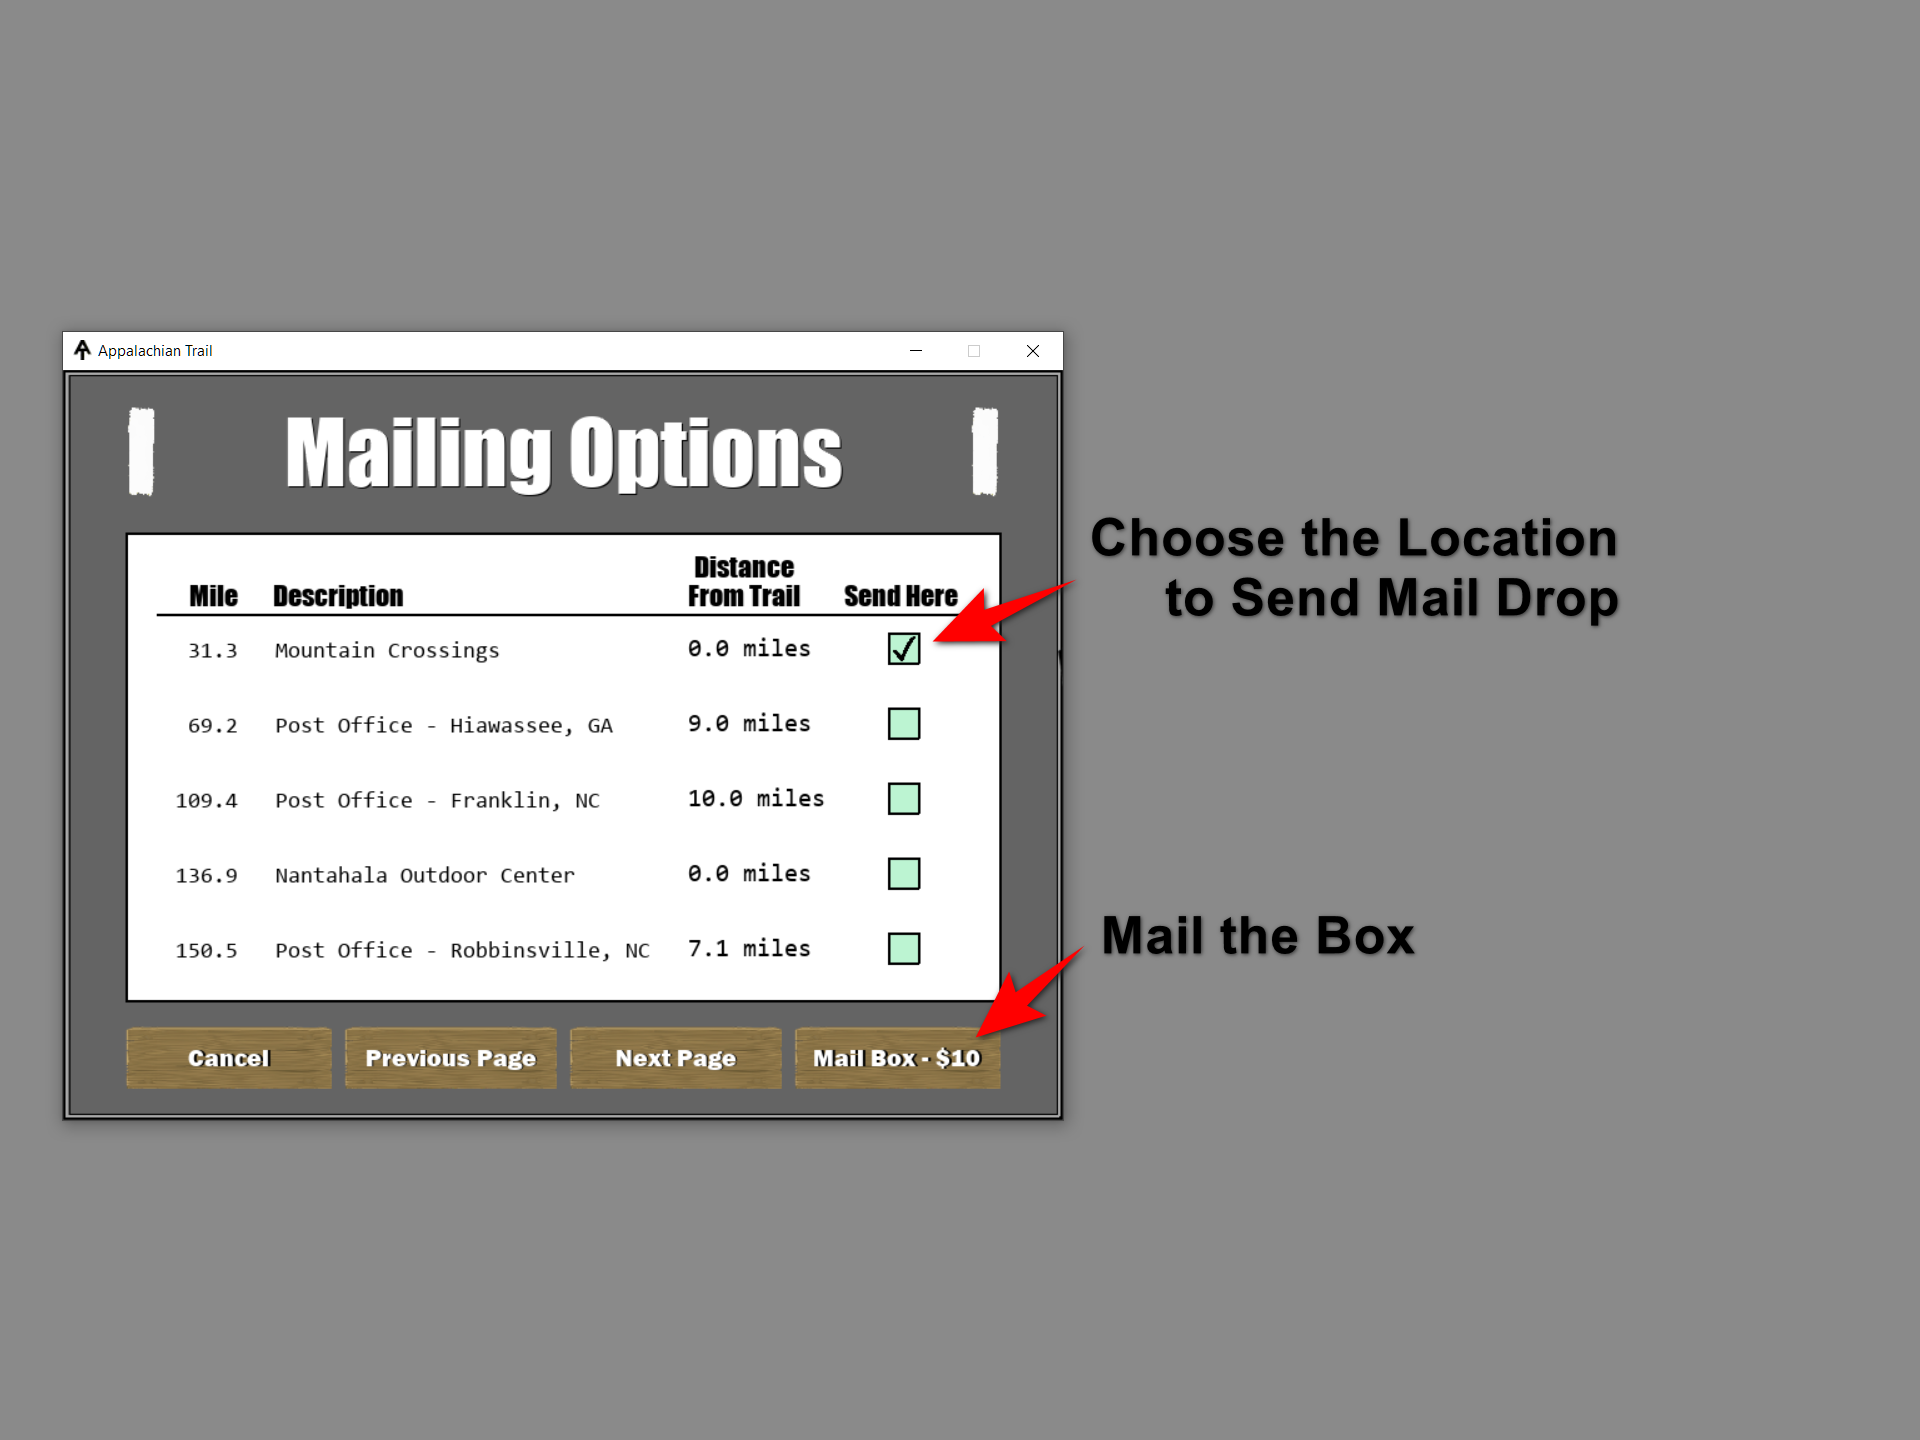 Appalachian Trail
Mailing Options
Distance
Mile Description From Trail Send Here
31.3 Mountain Crossings 0.0 miles
69.2 Post Office - Hiawassee, GA 9.0 miles
109.4 Post Office - Franklin, NC 10.0 miles
136.9 Nantahala Outdoor Center 0.0 miles
150.5 Post Office - Robbinsville, NC 7.1 miles
Cancel Previous Page Next Page Mail Box - $10
Choose the Location
to Send Mail Drop
Mail the Box